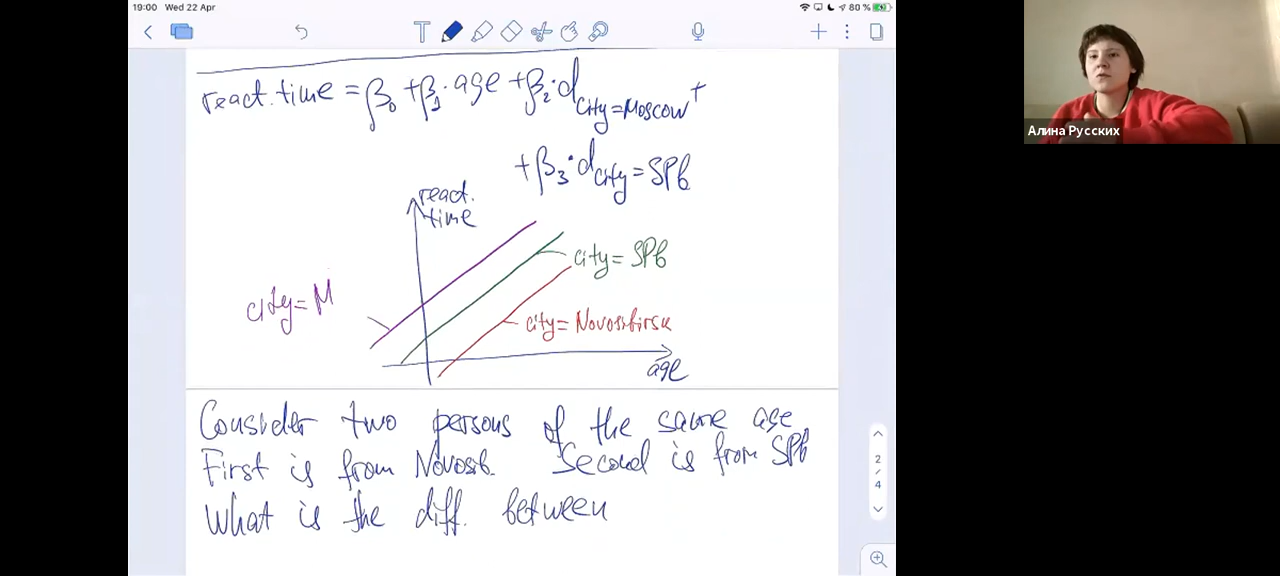 19:00 Wed 22 Apr
80 %
react.time = β₀ + β₁· age + β₂·d city=Moscow +
+ β₃·d city=SPb
react.
time
city= SPb
city= M
city= Novosibirsk
age
Consider two persons of the same age
First is from Novosb. Second is from SPb
What is the diff. between
2
/
4
Алина Русских